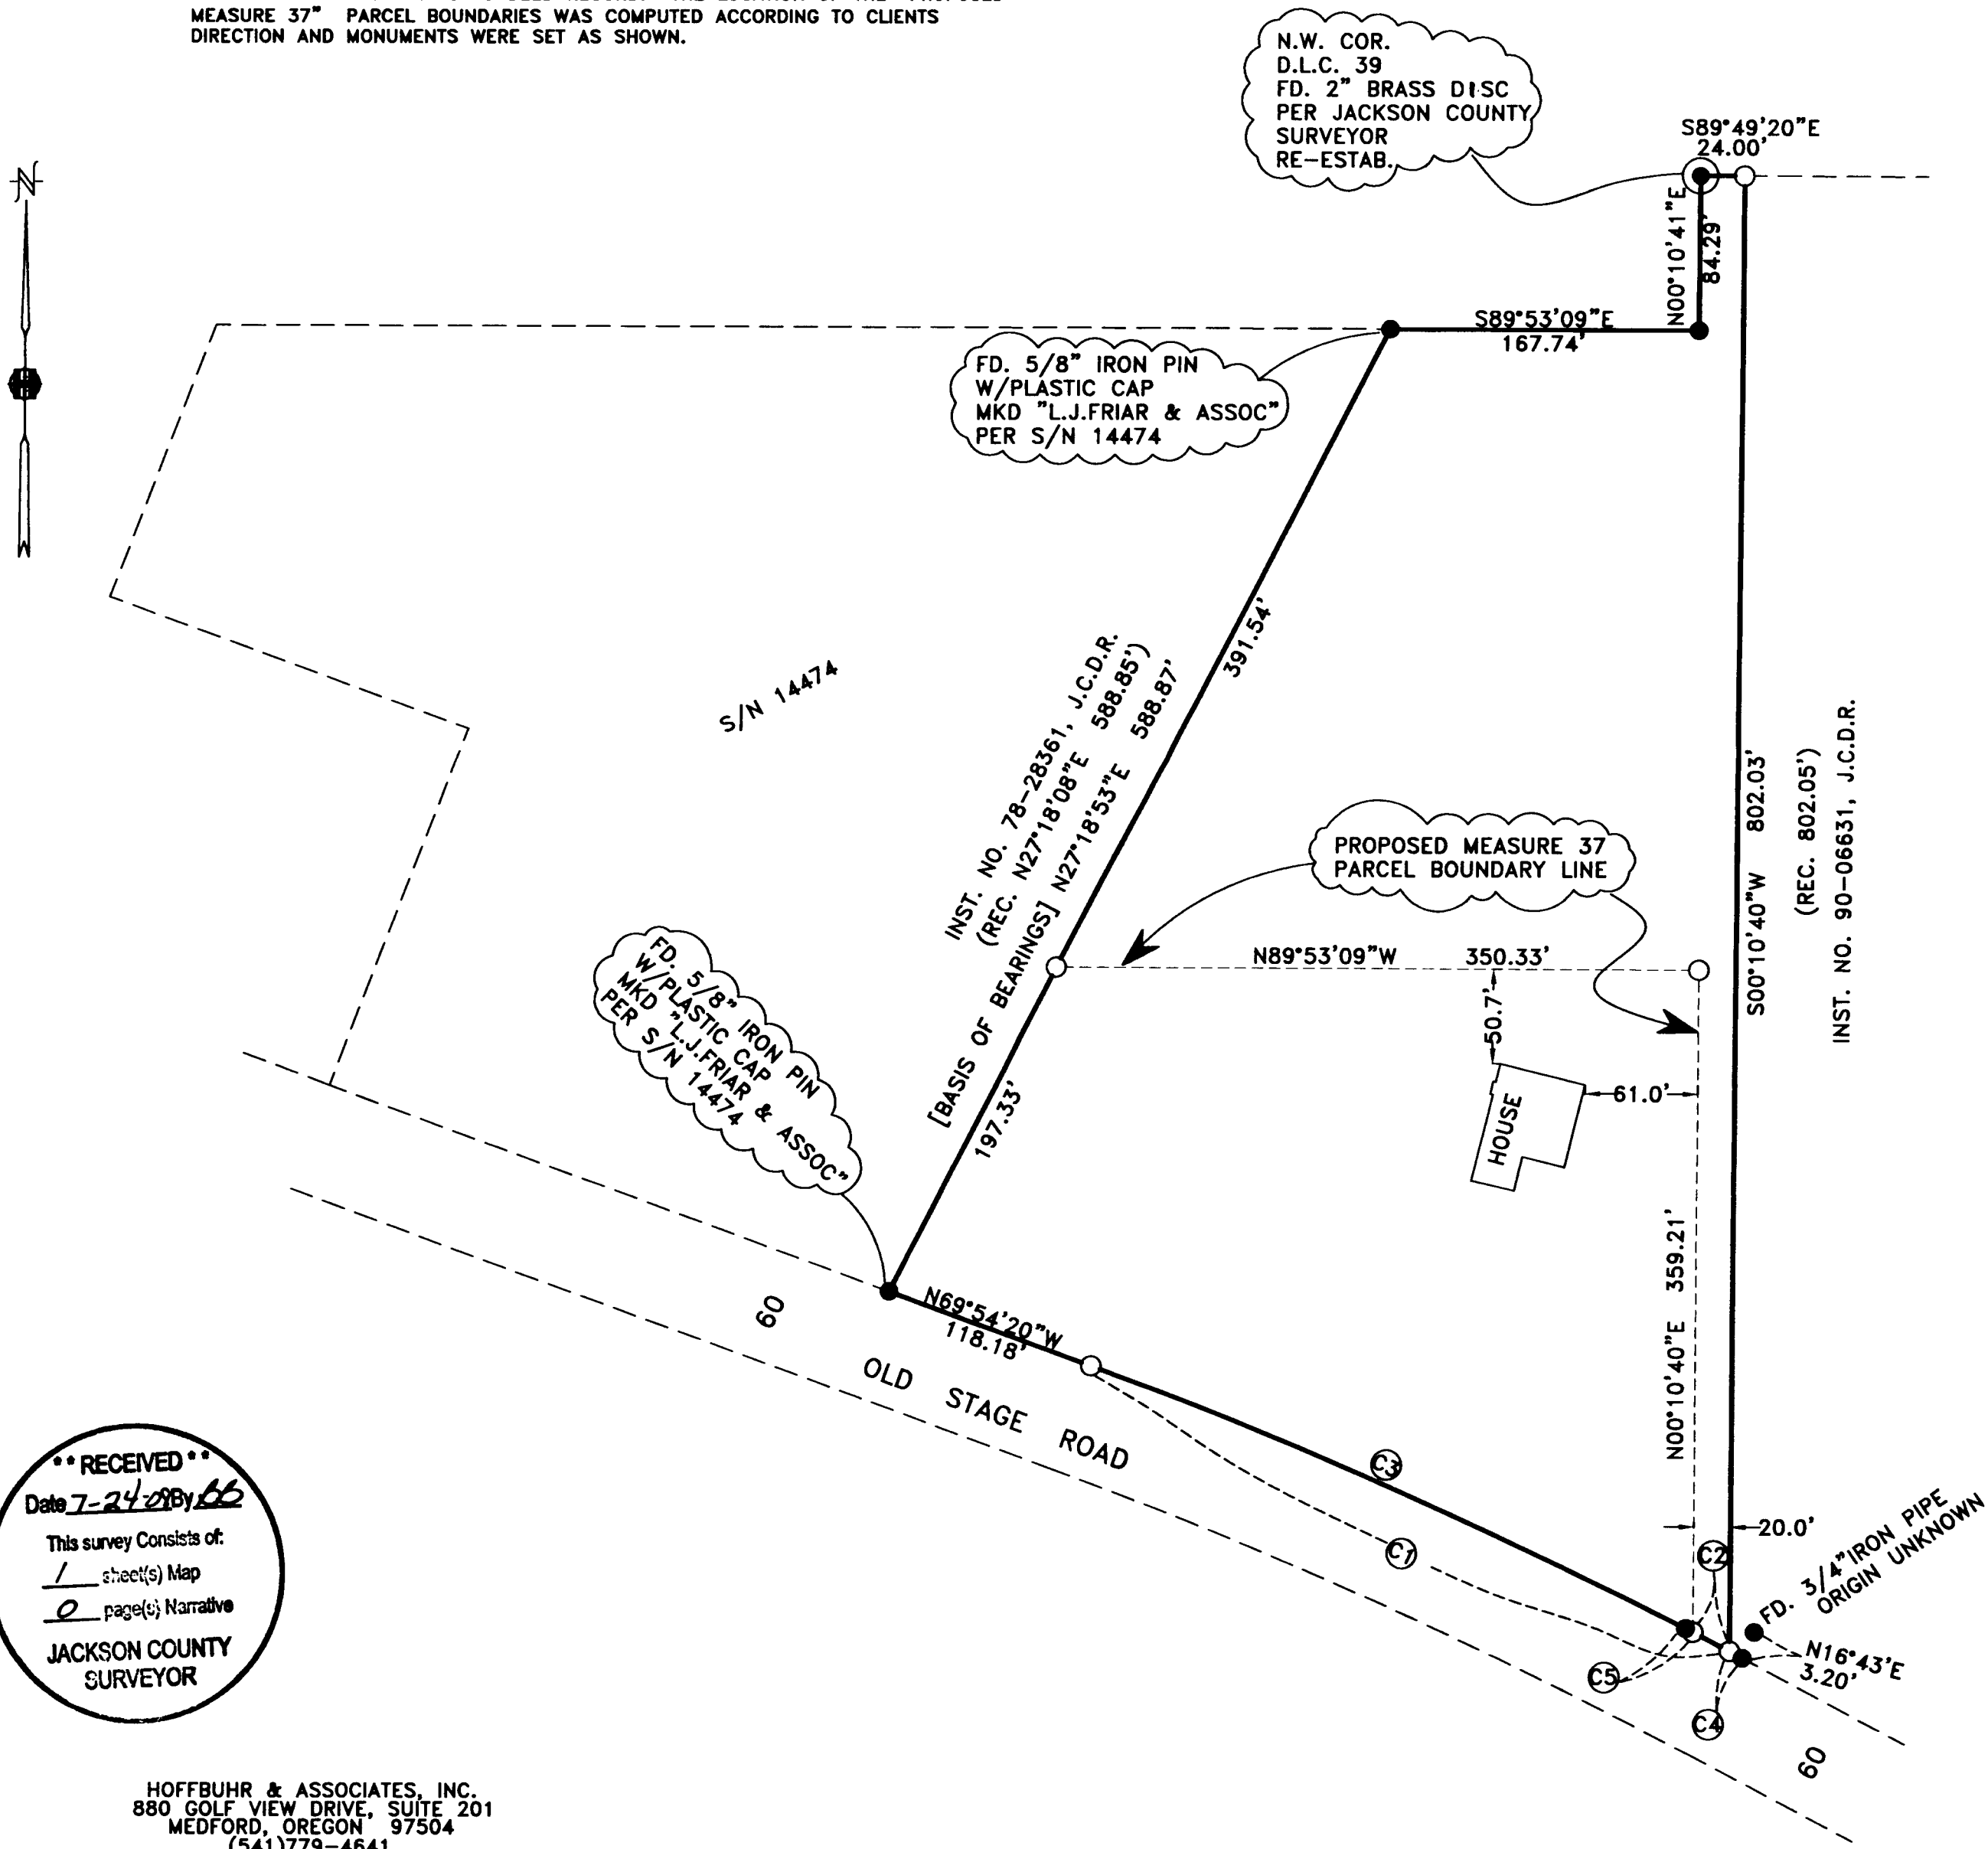 MEASURE 37" PARCEL BOUNDARIES WAS COMPUTED ACCORDING TO CLIENTS
DIRECTION AND MONUMENTS WERE SET AS SHOWN.
N.W. COR.
D.L.C. 39
FD. 2" BRASS DISC
PER JACKSON COUNTY
SURVEYOR
RE-ESTAB.
S89°49'20"E
24.00'
N
N00°10'41"E
84.29'
S89°53'09"E
167.74'
FD. 5/8" IRON PIN
W/PLASTIC CAP
MKD "L.J.FRIAR & ASSOC"
PER S/N 14474
391.54'
S/N 14474
INST. NO. 78-28361, J.C.D.R.
(REC. N27°18'08"E 588.85')
[BASIS OF BEARINGS] N27°18'53"E 588.87'
197.33'
PROPOSED MEASURE 37
PARCEL BOUNDARY LINE
S00°10'40"W 802.03'
(REC. 802.05')
INST. NO. 90-06631, J.C.D.R.
N89°53'09"W 350.33'
50.7'
61.0'
HOUSE
FD. 5/8" IRON PIN
W/PLASTIC CAP
MKD "L.J.FRIAR & ASSOC"
PER S/N 14474
N00°10'40"E 359.21'
N69°54'20"W
118.18'
60
OLD STAGE ROAD
C3
C1
20.0'
C2
FD. 3/4" IRON PIPE
ORIGIN UNKNOWN
N16°43'E
3.20'
C5
C4
60
** RECEIVED **
Date 7-24-09 By BB
This survey Consists of:
1 sheet(s) Map
0 page(s) Narrative
JACKSON COUNTY
SURVEYOR
HOFFBUHR & ASSOCIATES, INC.
880 GOLF VIEW DRIVE, SUITE 201
MEDFORD, OREGON 97504
(541)779-4641